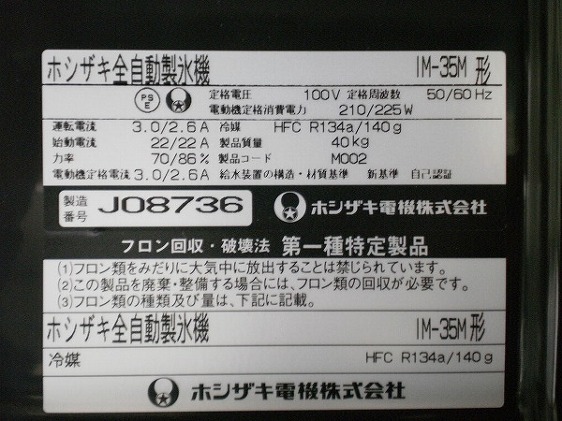 ホシザキ全自動製氷機 IM-35M 形
PS E 定格電圧 100V 定格周波数 50/60Hz
電動機定格消費電力 210/225W
運転電流 3.0/2.6A 冷媒 HFC R134a/140g
始動電流 22/22A 製品質量 40kg
力率 70/86% 製品コード M002
電動機定格電流 3.0/2.6A 給水装置の構造・材質基準 新基準 自己認証
製造番号 J08736 ホシザキ電機株式会社
フロン回収・破壊法 第一種特定製品
(1)フロン類をみだりに大気中に放出することは禁じられています。
(2)この製品を廃棄・整備する場合には、フロン類の回収が必要です。
(3)フロン類の種類及び量は、下記に記載。
ホシザキ全自動製氷機 IM-35M 形
冷媒 HFC R134a/140g
ホシザキ電機株式会社